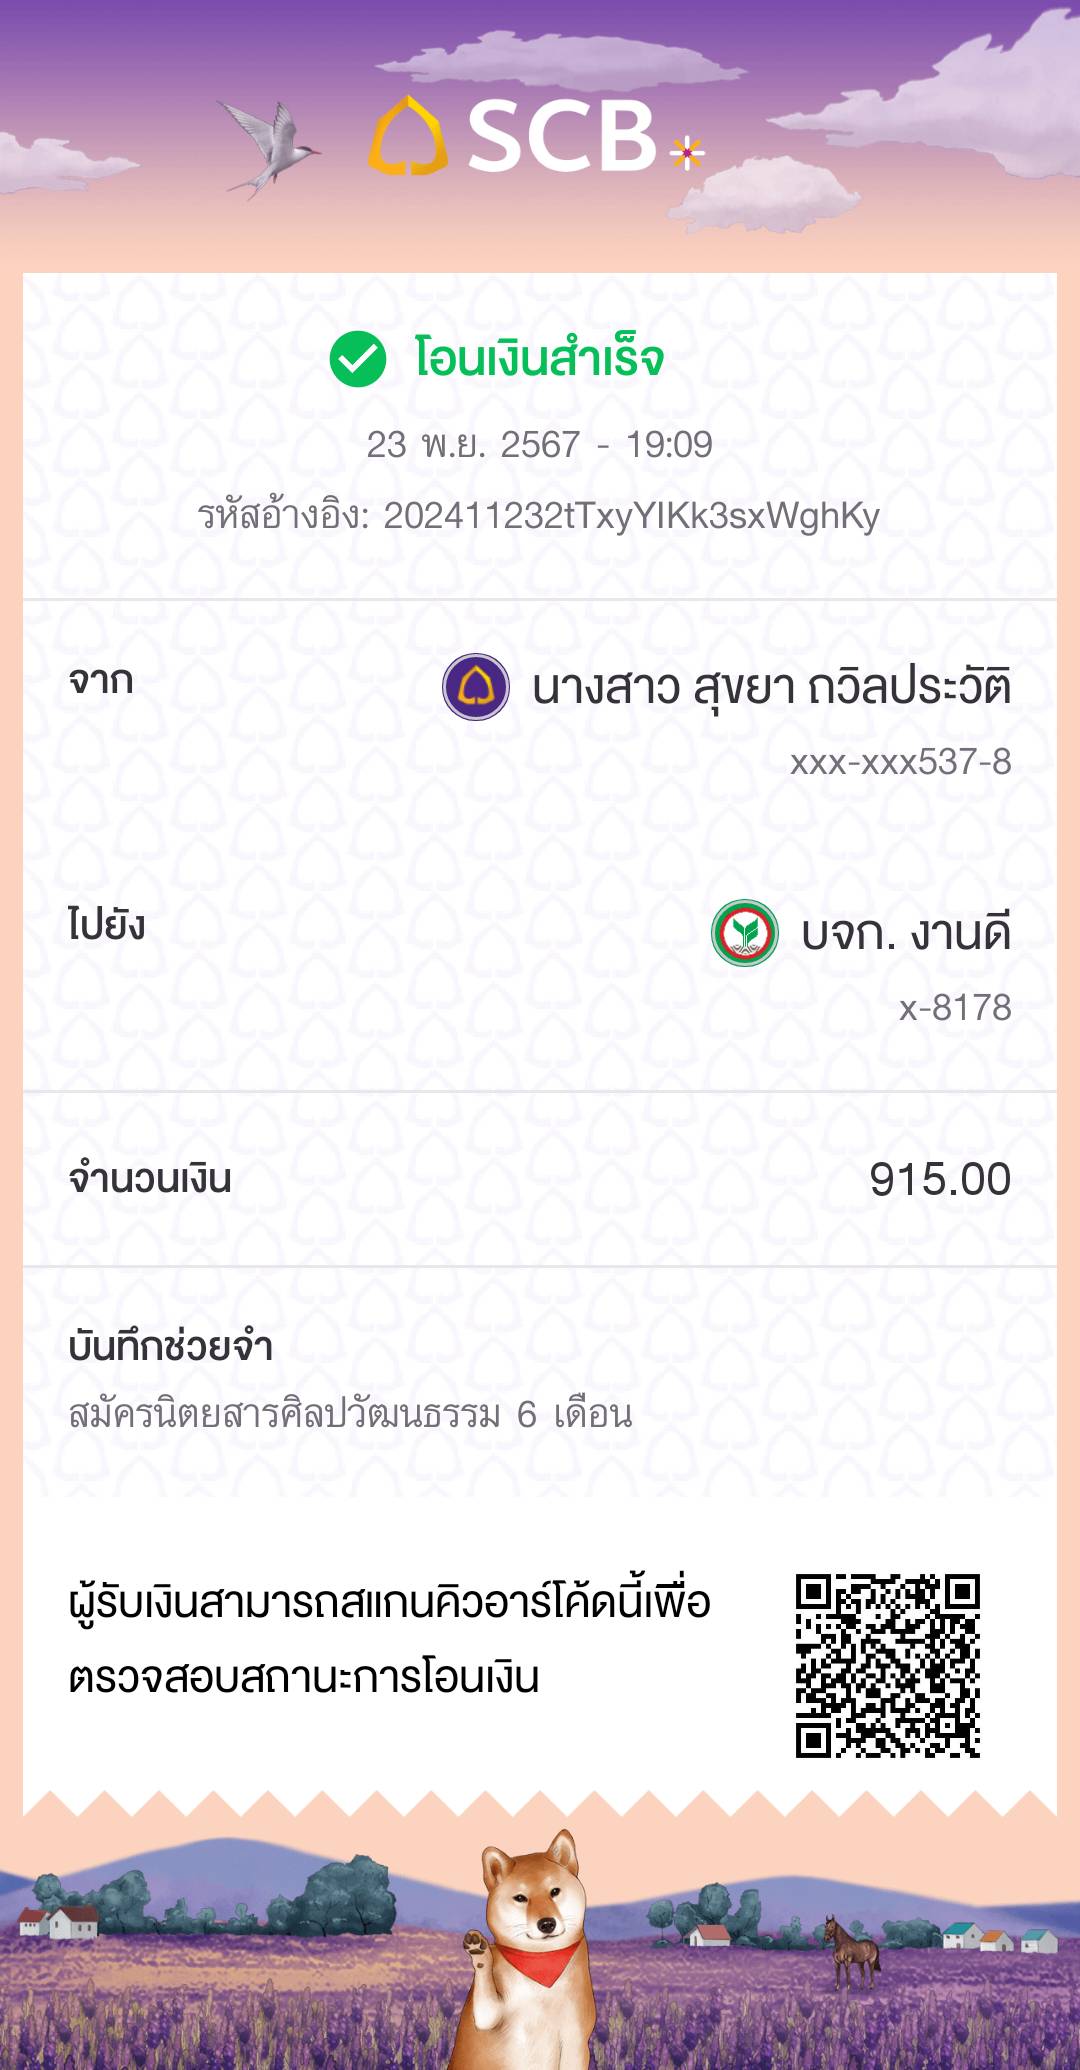 SCB
โอนเงินสำเร็จ
23 พ.ย. 2567 - 19:09
รหัสอ้างอิง: 202411232tTxyYIKk3sxWghKy
จาก
นางสาว สุขยา ถวิลประวัติ
xxx-xxx537-8
ไปยัง
บจก. งานดี
x-8178
จำนวนเงิน
915.00
บันทึกช่วยจำ
สมัครนิตยสารศิลปวัฒนธรรม 6 เดือน
ผู้รับเงินสามารถสแกนคิวอาร์โค้ดนี้เพื่อ
ตรวจสอบสถานะการโอนเงิน